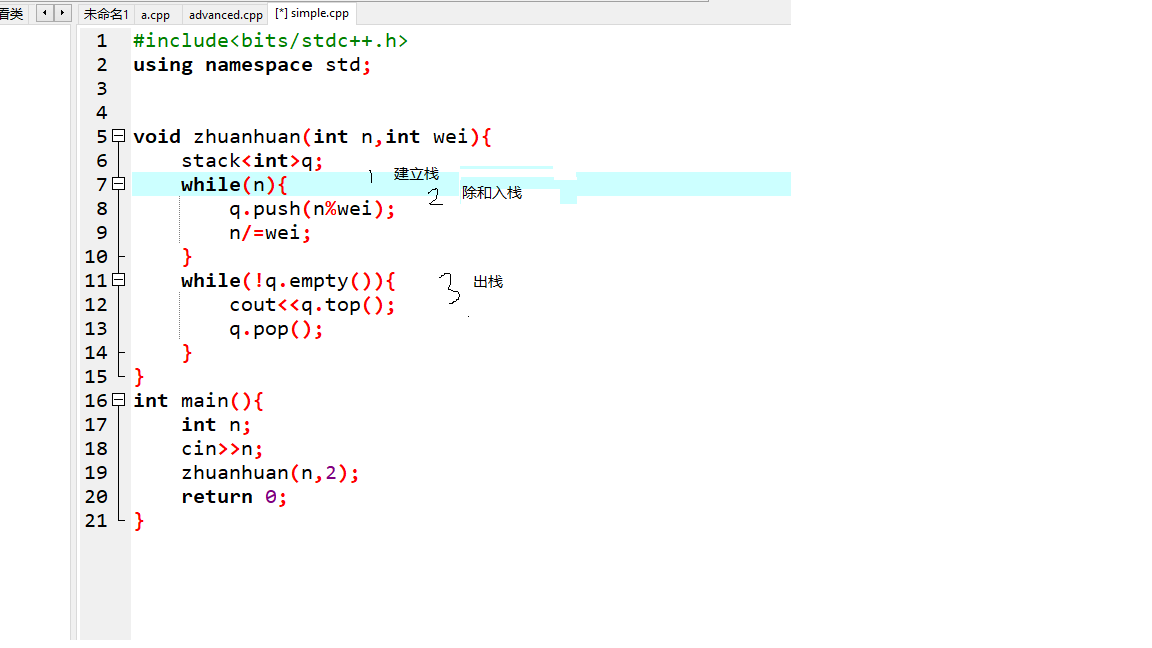 看类 未命名1 a.cpp advanced.cpp [*] simple.cpp
1 #include<bits/stdc++.h>
2 using namespace std;
3
4
5 void zhuanhuan(int n,int wei){
6 stack<int>q;
1 建立栈
7 while(n){
2 除和入栈
8 q.push(n%wei);
9 n/=wei;
10 }
11 while(!q.empty()){ 3 出栈
12 cout<<q.top();
13 q.pop();
14 }
15 }
16 int main(){
17 int n;
18 cin>>n;
19 zhuanhuan(n,2);
20 return 0;
21 }